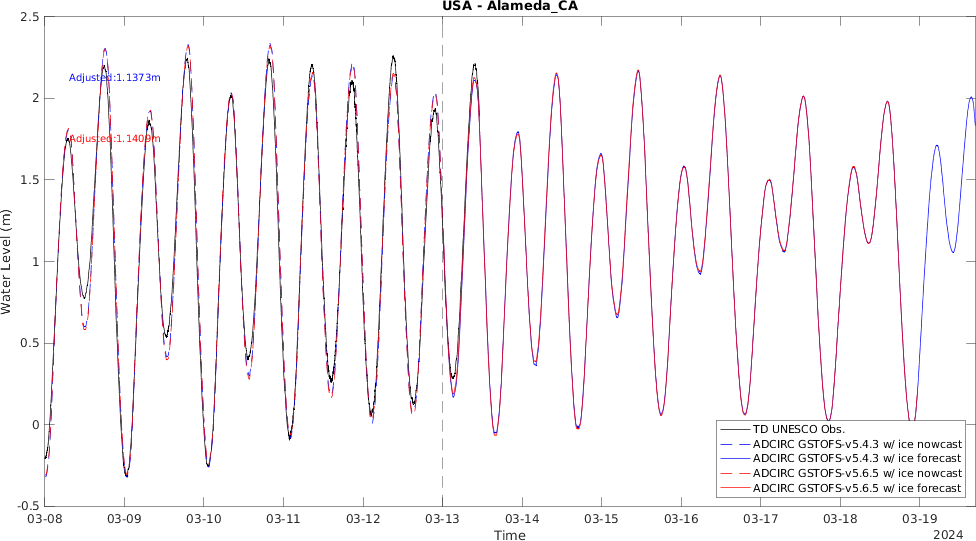 USA - Alameda_CA
2.5
2
1.5
1
0.5
0
-0.5
Water Level (m)
Adjusted:1.1373m
Adjusted:1.1409m
TD UNESCO Obs.
ADCIRC GSTOFS-v5.4.3 w/ ice nowcast
ADCIRC GSTOFS-v5.4.3 w/ ice forecast
ADCIRC GSTOFS-v5.6.5 w/ ice nowcast
ADCIRC GSTOFS-v5.6.5 w/ ice forecast
03-08 03-09 03-10 03-11 03-12 03-13 03-14 03-15 03-16 03-17 03-18 03-19
Time
2024